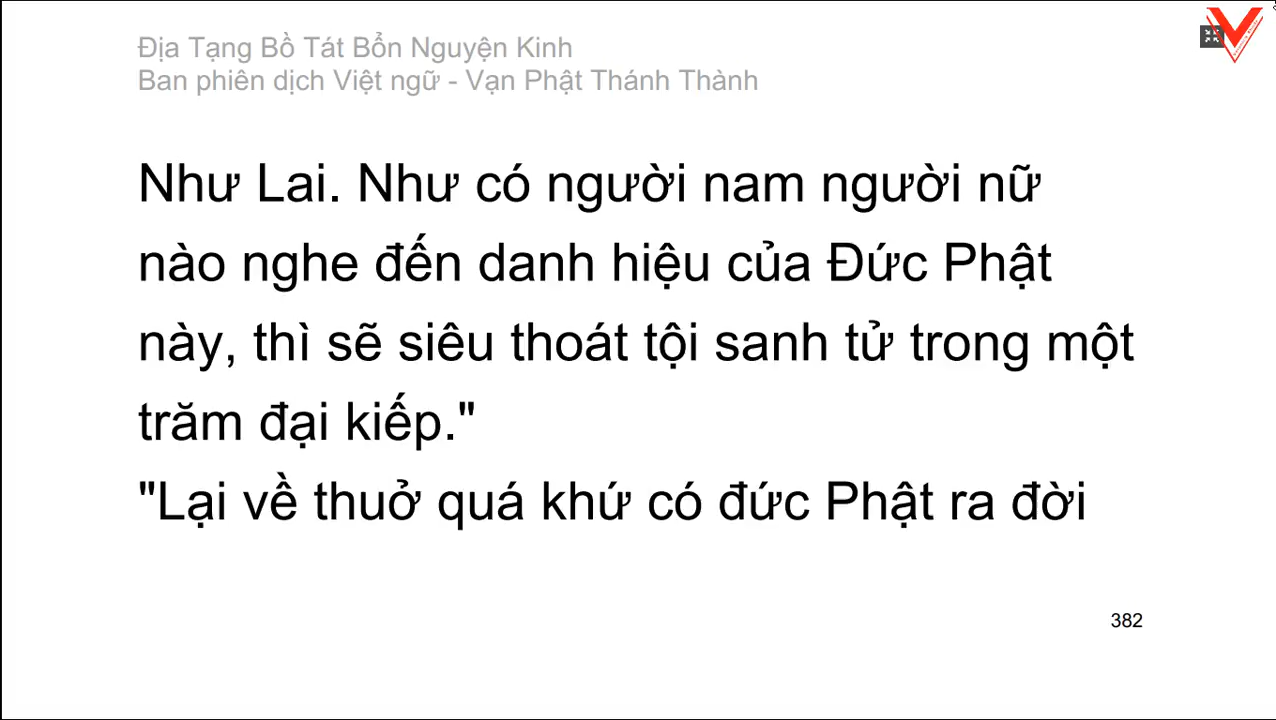 Địa Tạng Bồ Tát Bổn Nguyện Kinh
Ban phiên dịch Việt ngữ - Vạn Phật Thánh Thành
Như Lai. Như có người nam người nữ
nào nghe đến danh hiệu của Đức Phật
này, thì sẽ siêu thoát tội sanh tử trong một
trăm đại kiếp."
"Lại về thuở quá khứ có đức Phật ra đời
382